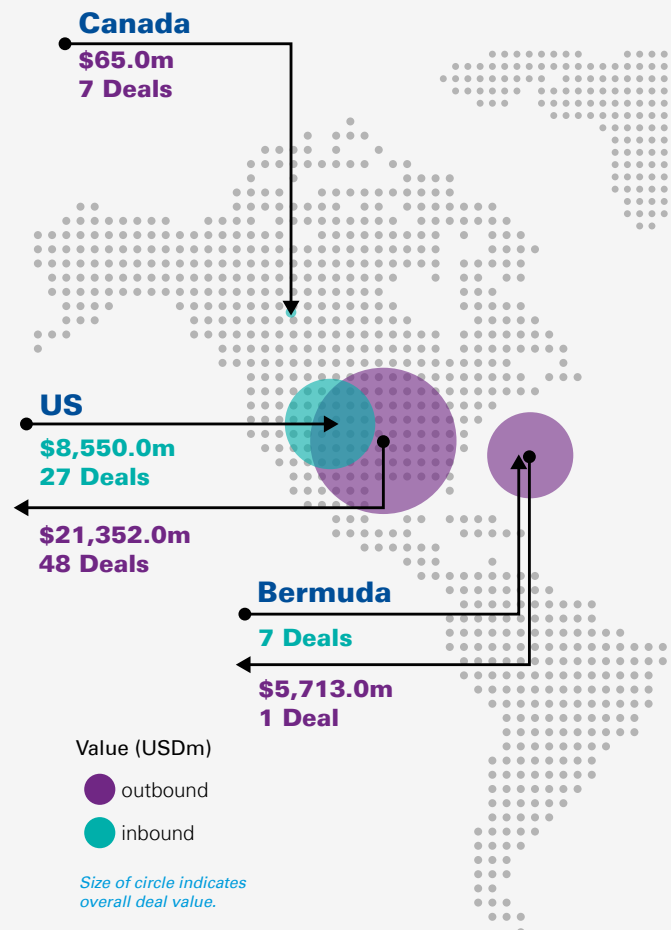 Canada
$65.0m
7 Deals
US
$8,550.0m
27 Deals
$21,352.0m
48 Deals
Bermuda
7 Deals
$5,713.0m
1 Deal
Value (USDm)
outbound
inbound
Size of circle indicates
overall deal value.